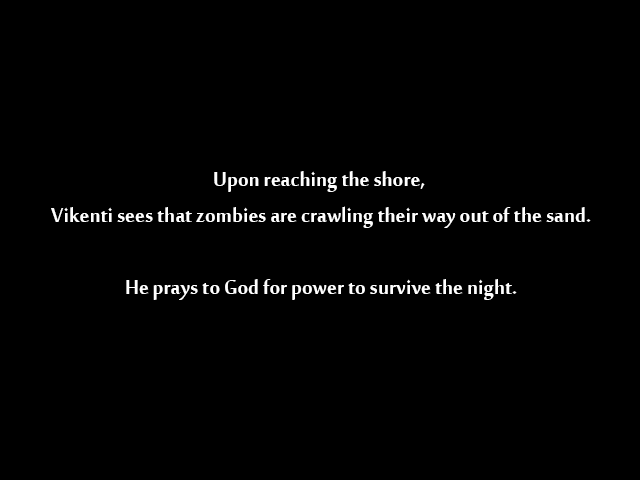 Upon reaching the shore,
Vikenti sees that zombies are crawling their way out of the sand.
He prays to God for power to survive the night.